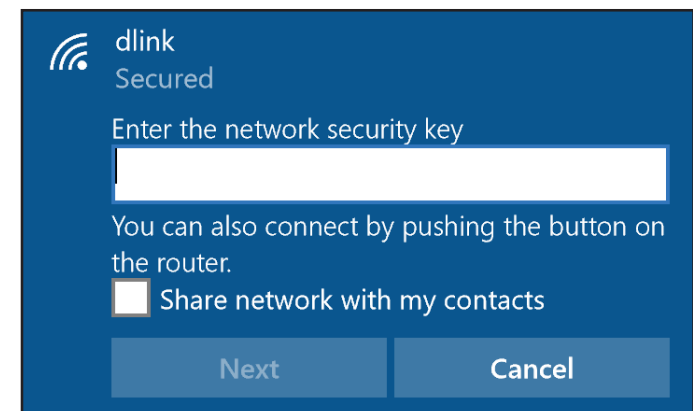 dlink
Secured
Enter the network security key
You can also connect by pushing the button on
the router.
Share network with my contacts
Next
Cancel